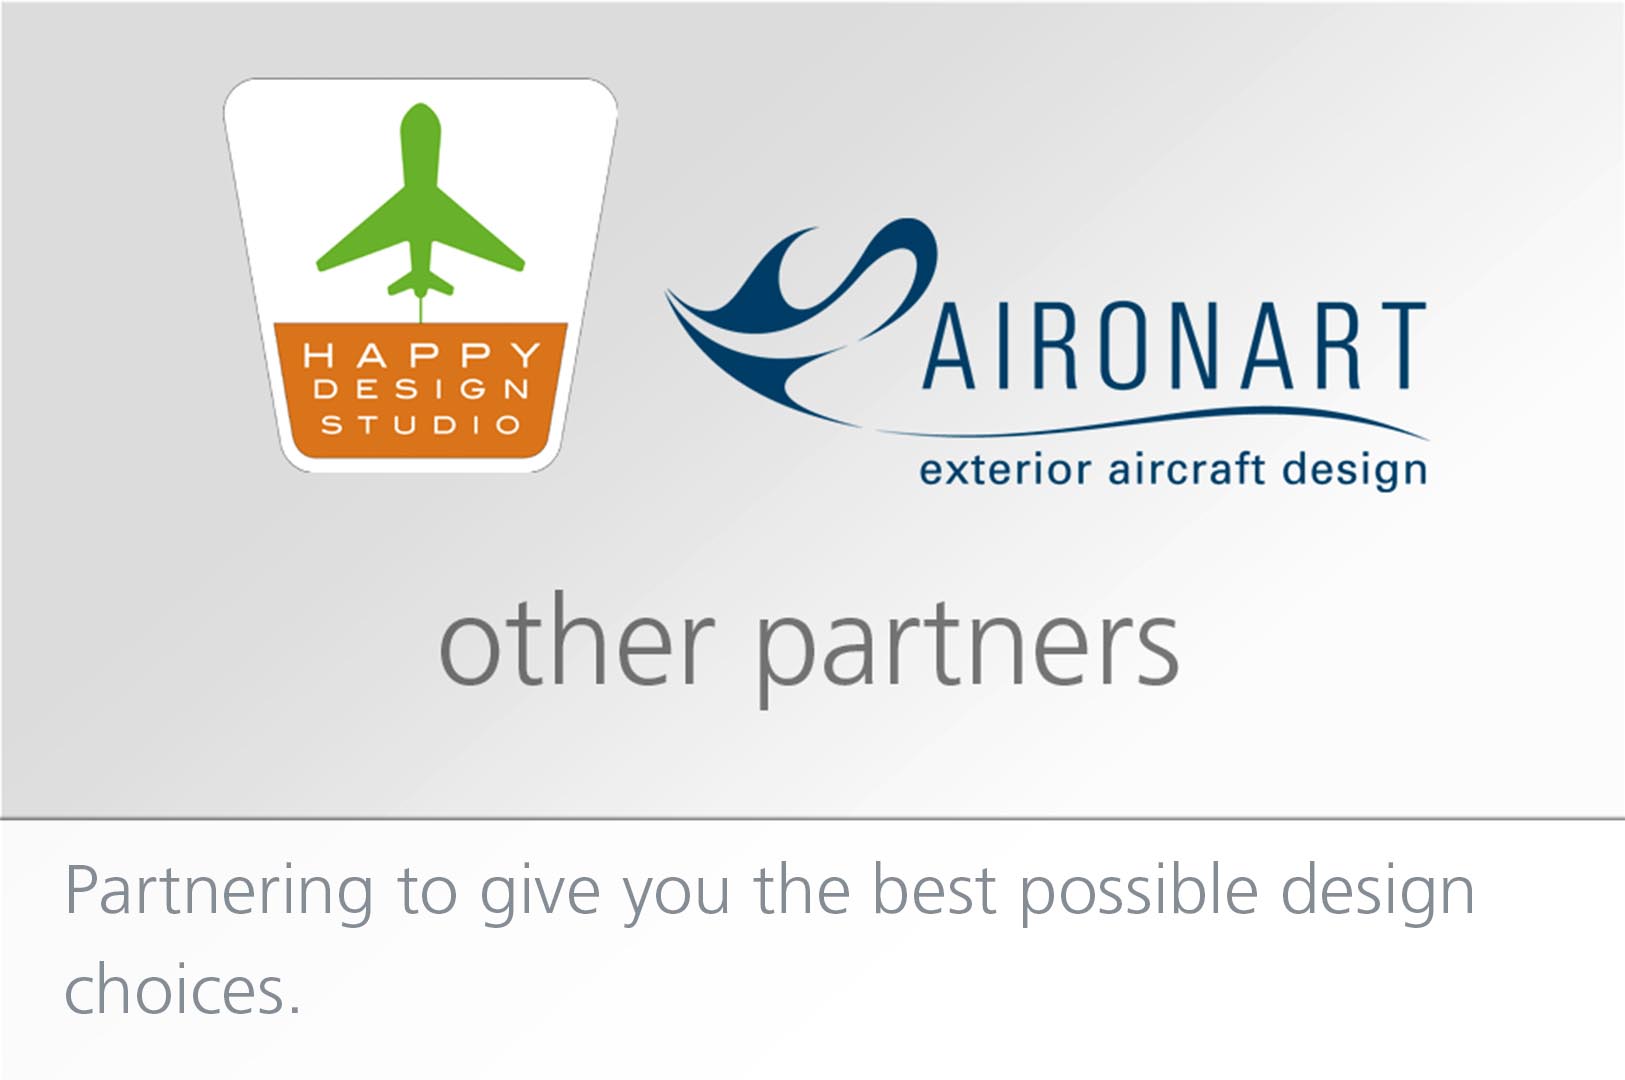 HAPPY
DESIGN
STUDIO
AIRONART
exterior aircraft design
other partners
Partnering to give you the best possible design
choices.